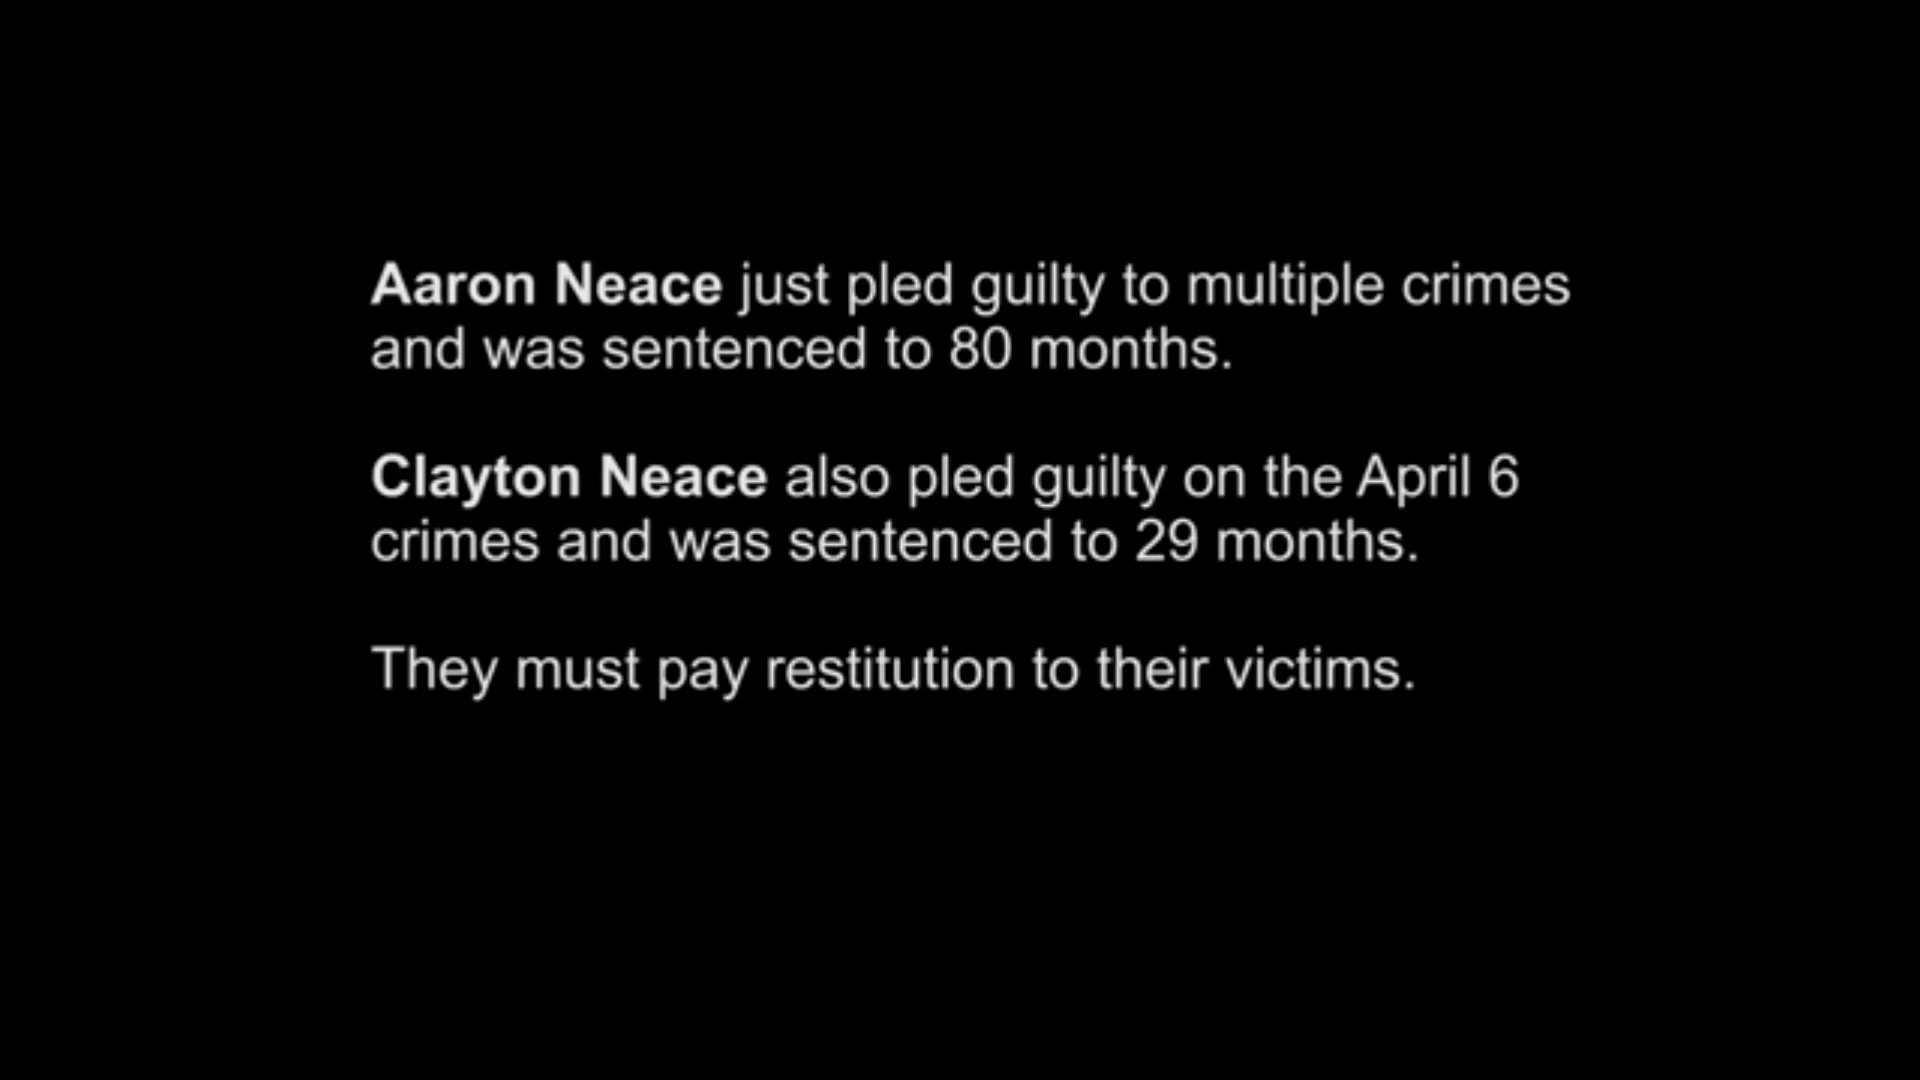 Aaron Neace just pled guilty to multiple crimes
and was sentenced to 80 months.
Clayton Neace also pled guilty on the April 6
crimes and was sentenced to 29 months.
They must pay restitution to their victims.